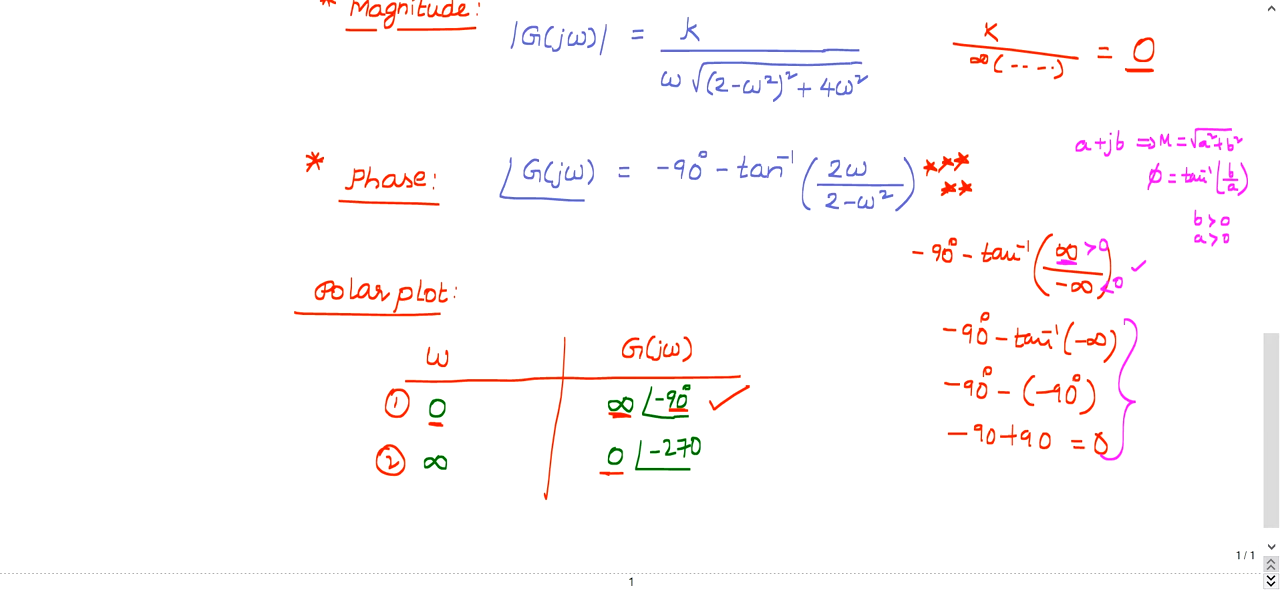 * Magnitude:
|G(jω)| = K / ω√((2-ω²)² + 4ω²)
K / ∞(-----) = 0
* Phase: ∠G(jω) = -90° - tan⁻¹(2ω / 2-ω²) *****
a+jb ⇒ M = √a²+b²
φ = tan⁻¹(b/a)
b>0
a>0
-90° - tan⁻¹(∞ >0 / -∞ <0) ✓
-90° - tan⁻¹(-∞)
-90° - (-90°)
-90+90 = 0
Polar plot:
ω G(jω)
① 0 ∞∠-90° ✓
② ∞ 0∠-270
1/1
1